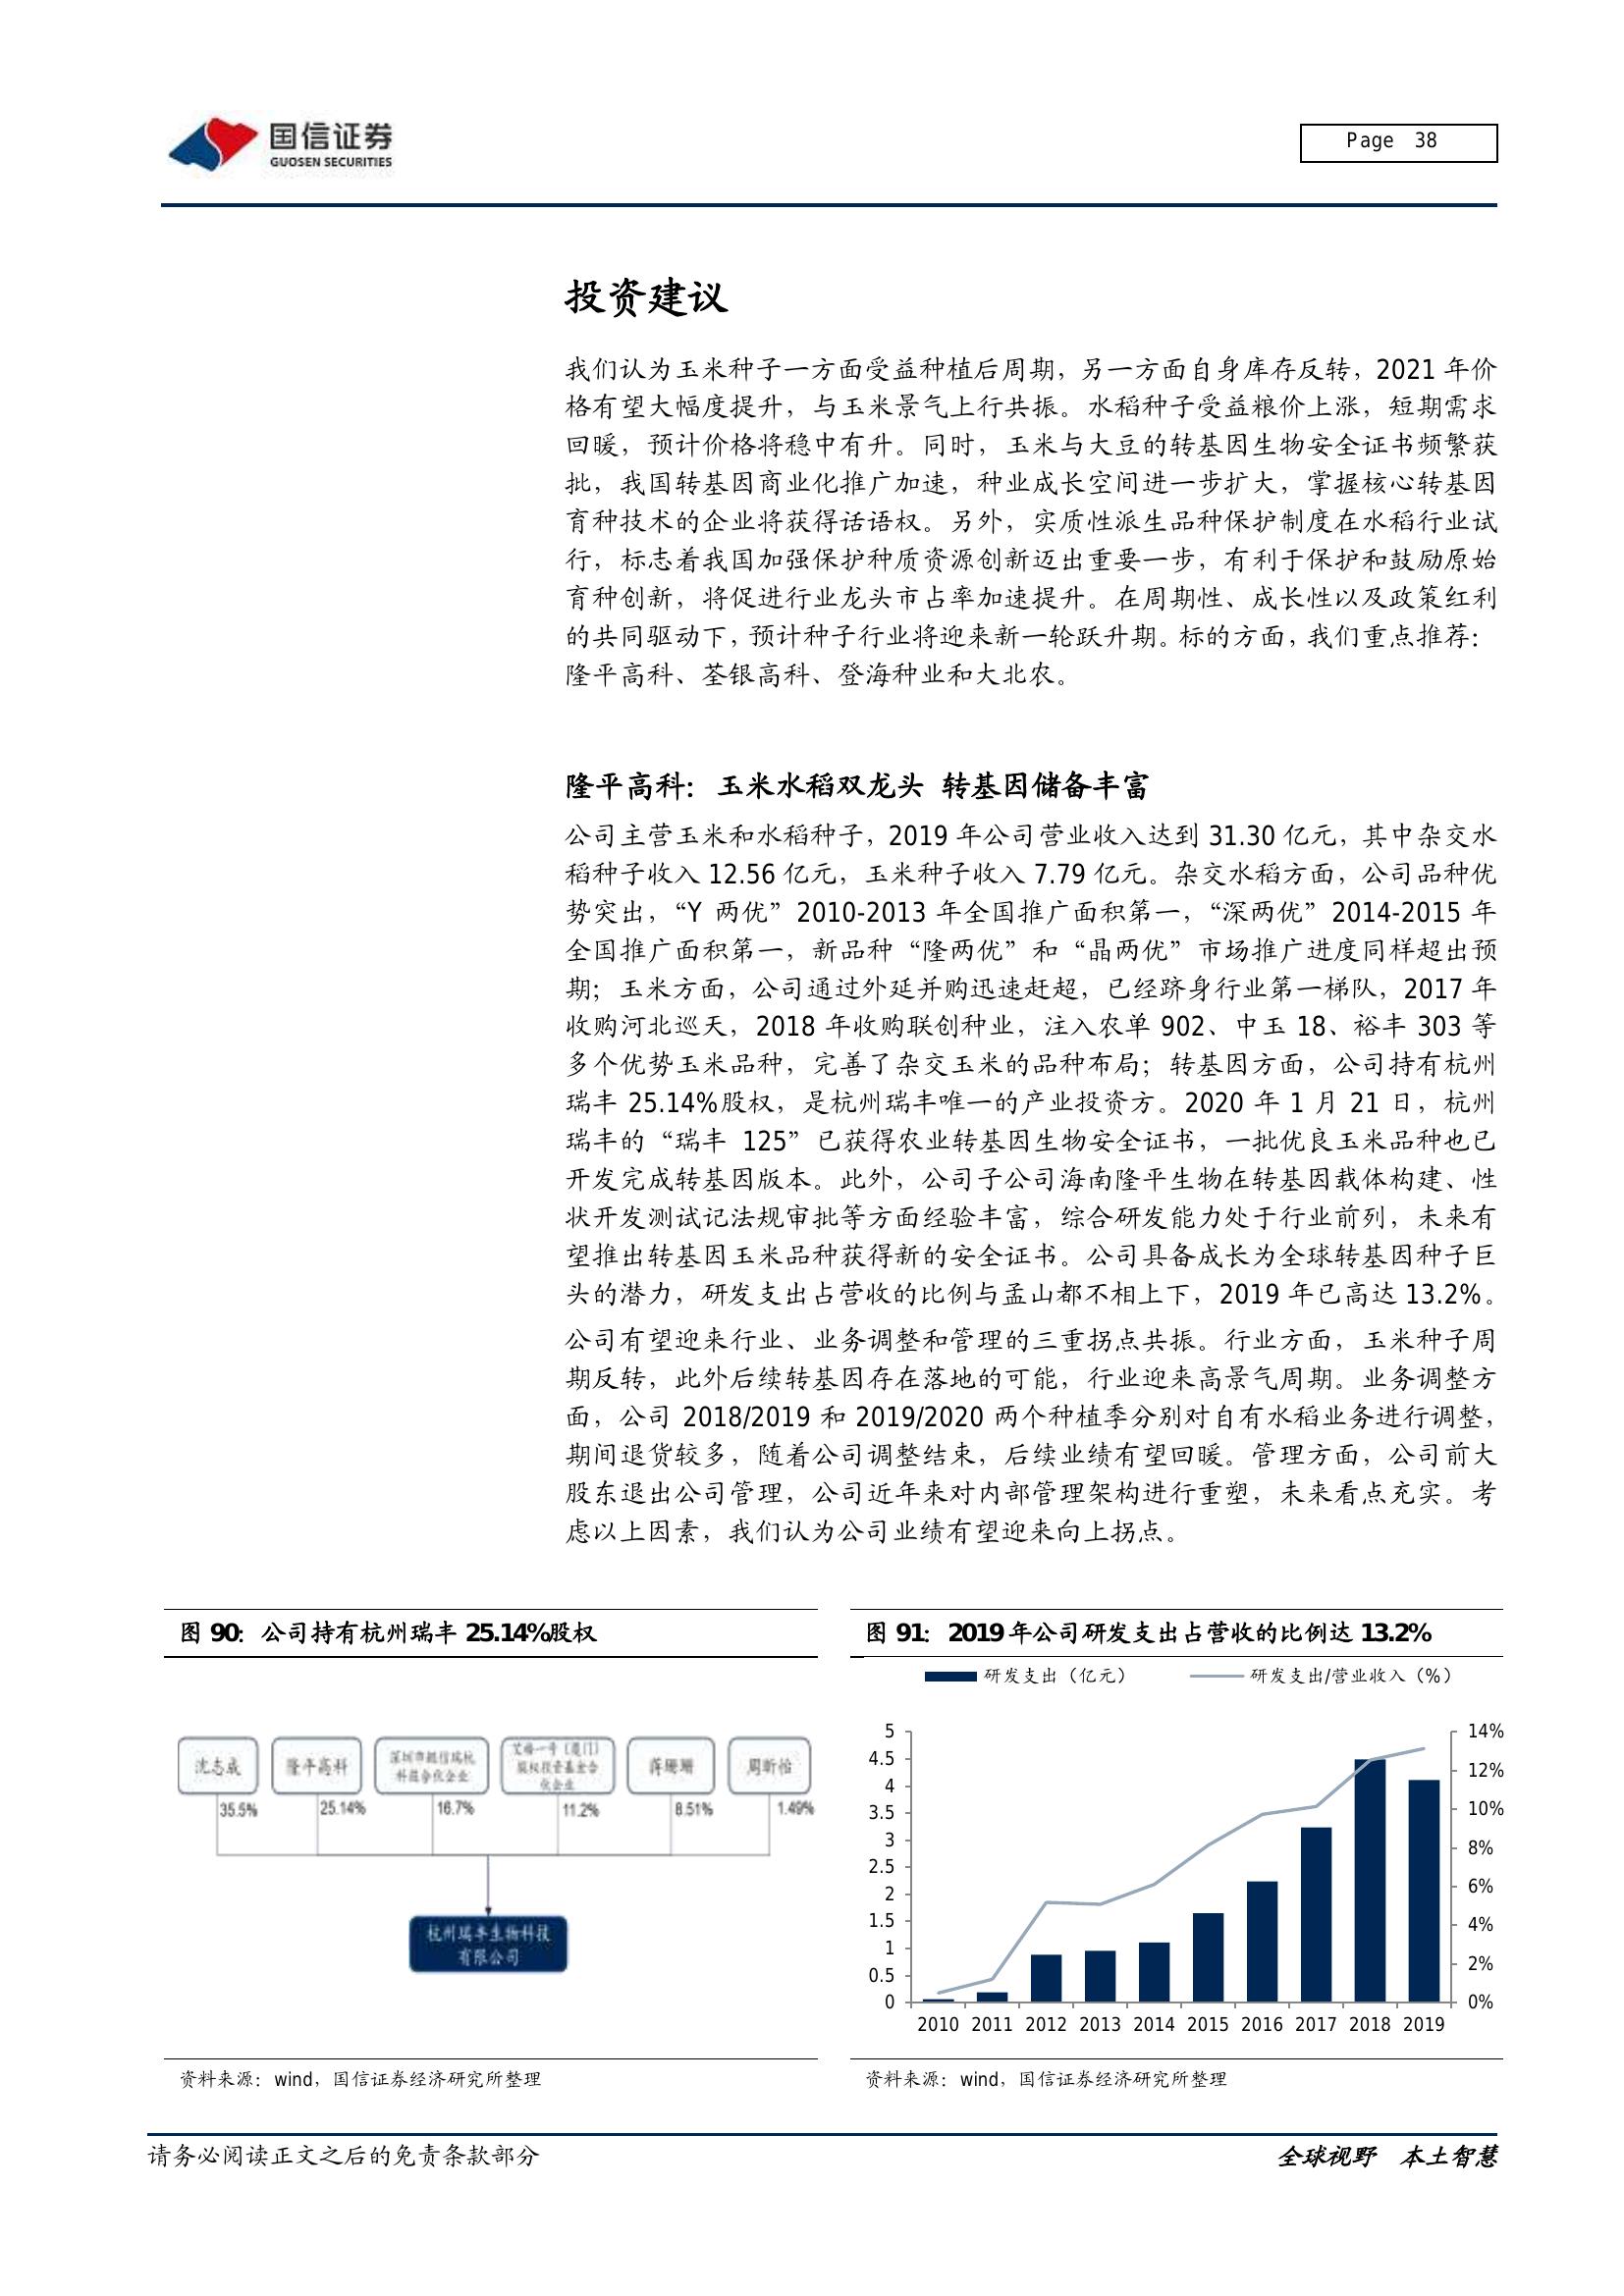 国信证券
GUOSEN SECURITIES
Page 38
投资建议
我们认为玉米种子一方面受益种植后周期，另一方面自身库存反转，2021 年价
格有望大幅度提升，与玉米景气上行共振。水稻种子受益粮价上涨，短期需求
回暖，预计价格将稳中有升。同时，玉米与大豆的转基因生物安全证书频繁获
批，我国转基因商业化推广加速，种业成长空间进一步扩大，掌握核心转基因
育种技术的企业将获得话语权。另外，实质性派生品种保护制度在水稻行业试
行，标志着我国加强保护种质资源创新迈出重要一步，有利于保护和鼓励原始
育种创新，将促进行业龙头市占率加速提升。在周期性、成长性以及政策红利
的共同驱动下，预计种子行业将迎来新一轮跃升期。标的方面，我们重点推荐：
隆平高科、荃银高科、登海种业和大北农。
隆平高科：玉米水稻双龙头 转基因储备丰富
公司主营玉米和水稻种子，2019 年公司营业收入达到 31.30 亿元，其中杂交水
稻种子收入 12.56 亿元，玉米种子收入 7.79 亿元。杂交水稻方面，公司品种优
势突出，“Y 两优”2010-2013 年全国推广面积第一，“深两优”2014-2015 年
全国推广面积第一，新品种“隆两优”和“晶两优”市场推广进度同样超出预
期；玉米方面，公司通过外延并购迅速赶超，已经跻身行业第一梯队，2017 年
收购河北巡天，2018 年收购联创种业，注入农单 902、中玉 18、裕丰 303 等
多个优势玉米品种，完善了杂交玉米的品种布局；转基因方面，公司持有杭州
瑞丰 25.14%股权，是杭州瑞丰唯一的产业投资方。2020 年 1 月 21 日，杭州
瑞丰的“瑞丰 125”已获得农业转基因生物安全证书，一批优良玉米品种也已
开发完成转基因版本。此外，公司子公司海南隆平生物在转基因载体构建、性
状开发测试记法规审批等方面经验丰富，综合研发能力处于行业前列，未来有
望推出转基因玉米品种获得新的安全证书。公司具备成长为全球转基因种子巨
头的潜力，研发支出占营收的比例与孟山都不相上下，2019 年已高达 13.2%。
公司有望迎来行业、业务调整和管理的三重拐点共振。行业方面，玉米种子周
期反转，此外后续转基因存在落地的可能，行业迎来高景气周期。业务调整方
面，公司 2018/2019 和 2019/2020 两个种植季分别对自有水稻业务进行调整，
期间退货较多，随着公司调整结束，后续业绩有望回暖。管理方面，公司前大
股东退出公司管理，公司近年来对内部管理架构进行重塑，未来看点充实。考
虑以上因素，我们认为公司业绩有望迎来向上拐点。
图 90：公司持有杭州瑞丰 25.14%股权
沈志成
隆平高科
深圳市
科技合伙企业
艾格一号（厦门）
股权投资基金合
伙企业
蒋珊珊
周昕怡
35.5%
25.14%
16.7%
11.2%
8.51%
1.49%
杭州瑞丰生物科技
有限公司
资料来源：wind，国信证券经济研究所整理
图 91：2019 年公司研发支出占营收的比例达 13.2%
研发支出（亿元）
研发支出/营业收入（%）
5
4.5
4
3.5
3
2.5
2
1.5
1
0.5
0
14%
12%
10%
8%
6%
4%
2%
0%
2010 2011 2012 2013 2014 2015 2016 2017 2018 2019
资料来源：wind，国信证券经济研究所整理
请务必阅读正文之后的免责条款部分
全球视野 本土智慧